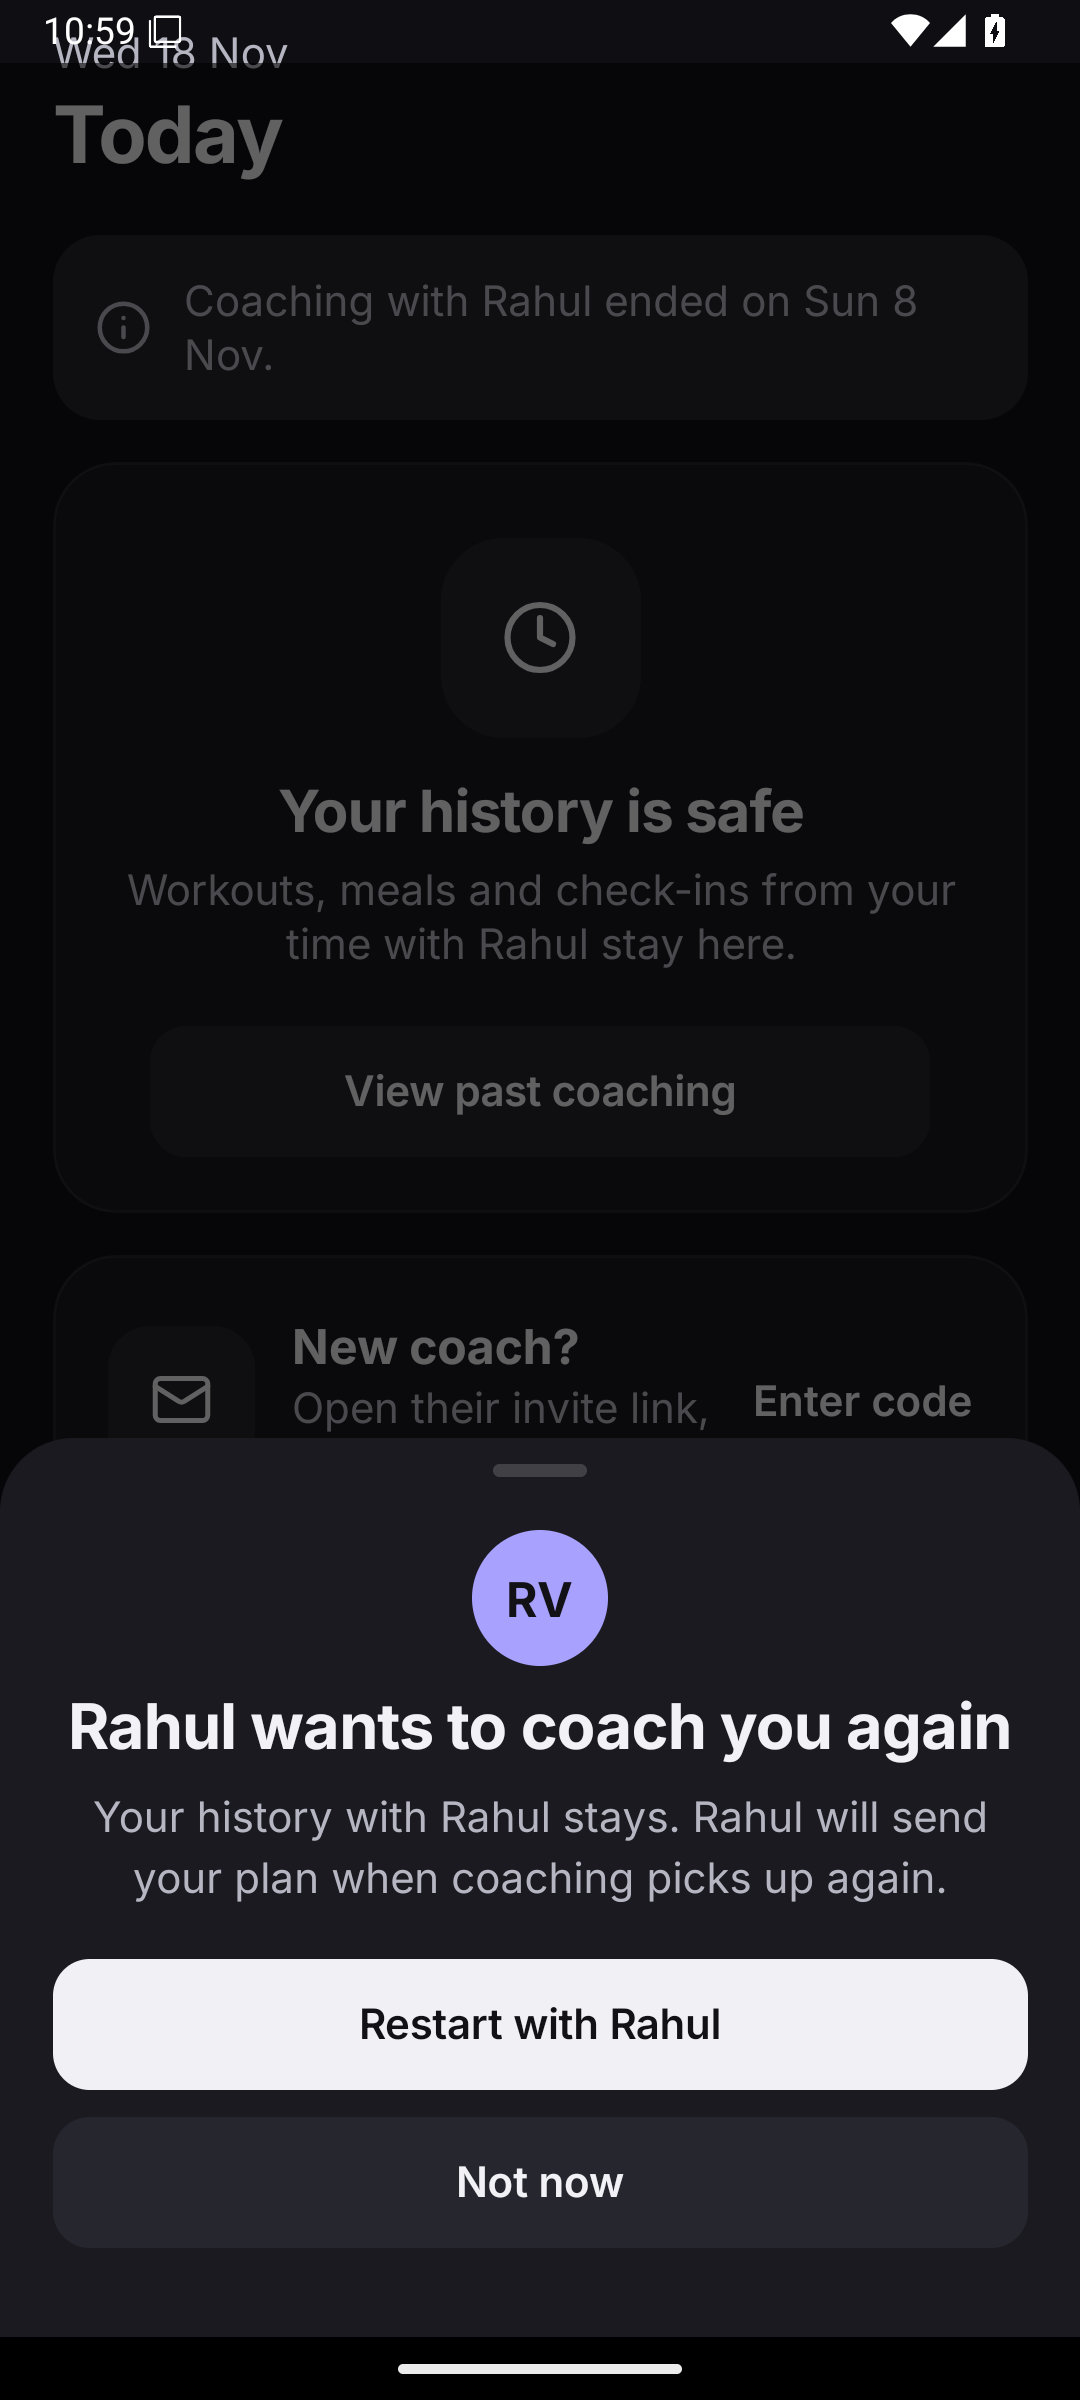 10:59
Wed 18 Nov
Today
Coaching with Rahul ended on Sun 8
Nov.
Your history is safe
Workouts, meals and check-ins from your
time with Rahul stay here.
View past coaching
New coach?
Open their invite link,
Enter code
RV
Rahul wants to coach you again
Your history with Rahul stays. Rahul will send
your plan when coaching picks up again.
Restart with Rahul
Not now